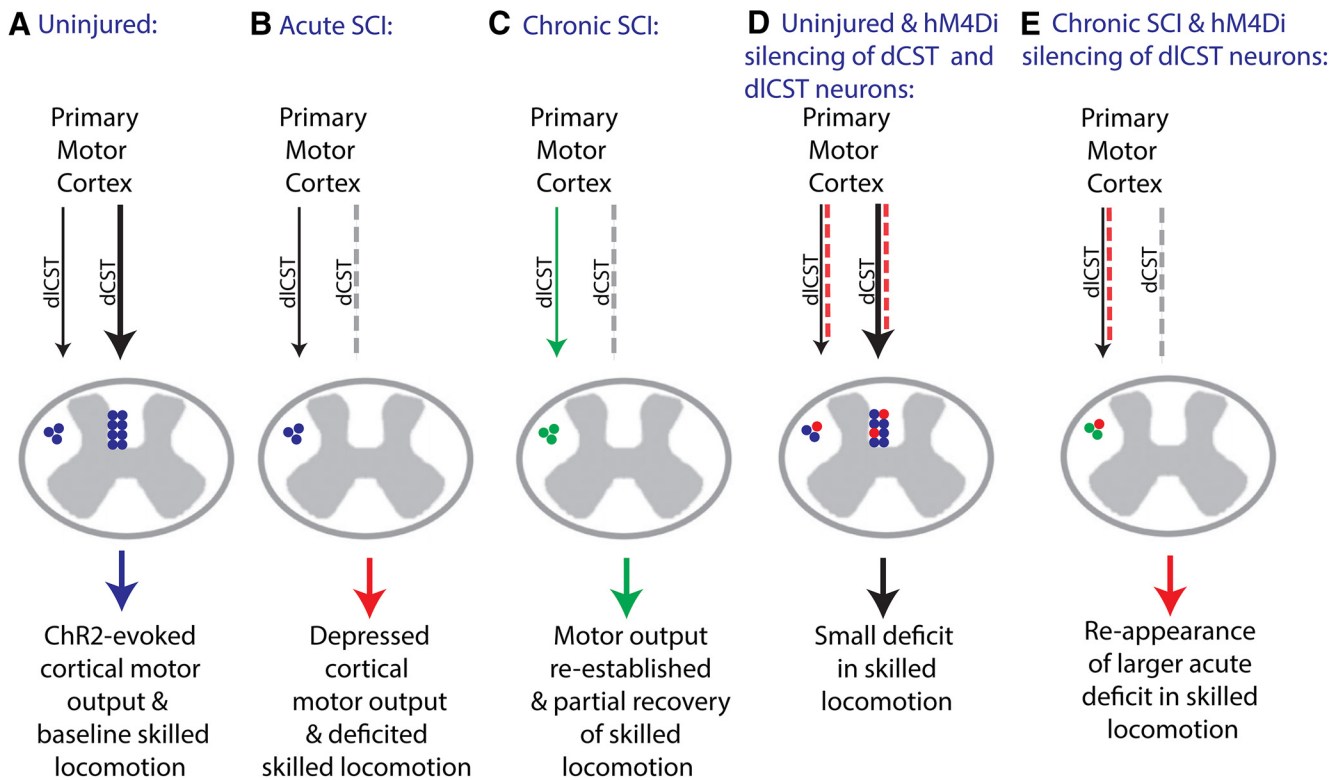 A Uninjured:
Primary
Motor
Cortex
dlCST
dCST
ChR2-evoked
cortical motor
output &
baseline skilled
locomotion
B Acute SCI:
Primary
Motor
Cortex
dlCST
dCST
Depressed
cortical
motor output
& deficited
skilled locomotion
C Chronic SCI:
Primary
Motor
Cortex
dlCST
dCST
Motor output
re-established
& partial recovery
of skilled
locomotion
D Uninjured & hM4Di
silencing of dCST and
dlCST neurons:
Primary
Motor
Cortex
dlCST
dCST
Small deficit
in skilled
locomotion
E Chronic SCI & hM4Di
silencing of dlCST neurons:
Primary
Motor
Cortex
dlCST
dCST
Re-appearance
of larger acute
deficit in skilled
locomotion